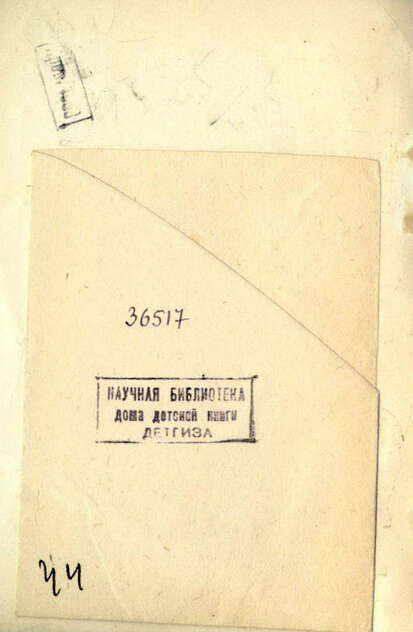 36517
НАУЧНАЯ БИБЛИОТЕКА
дома детской книги
ДЕТГИЗА